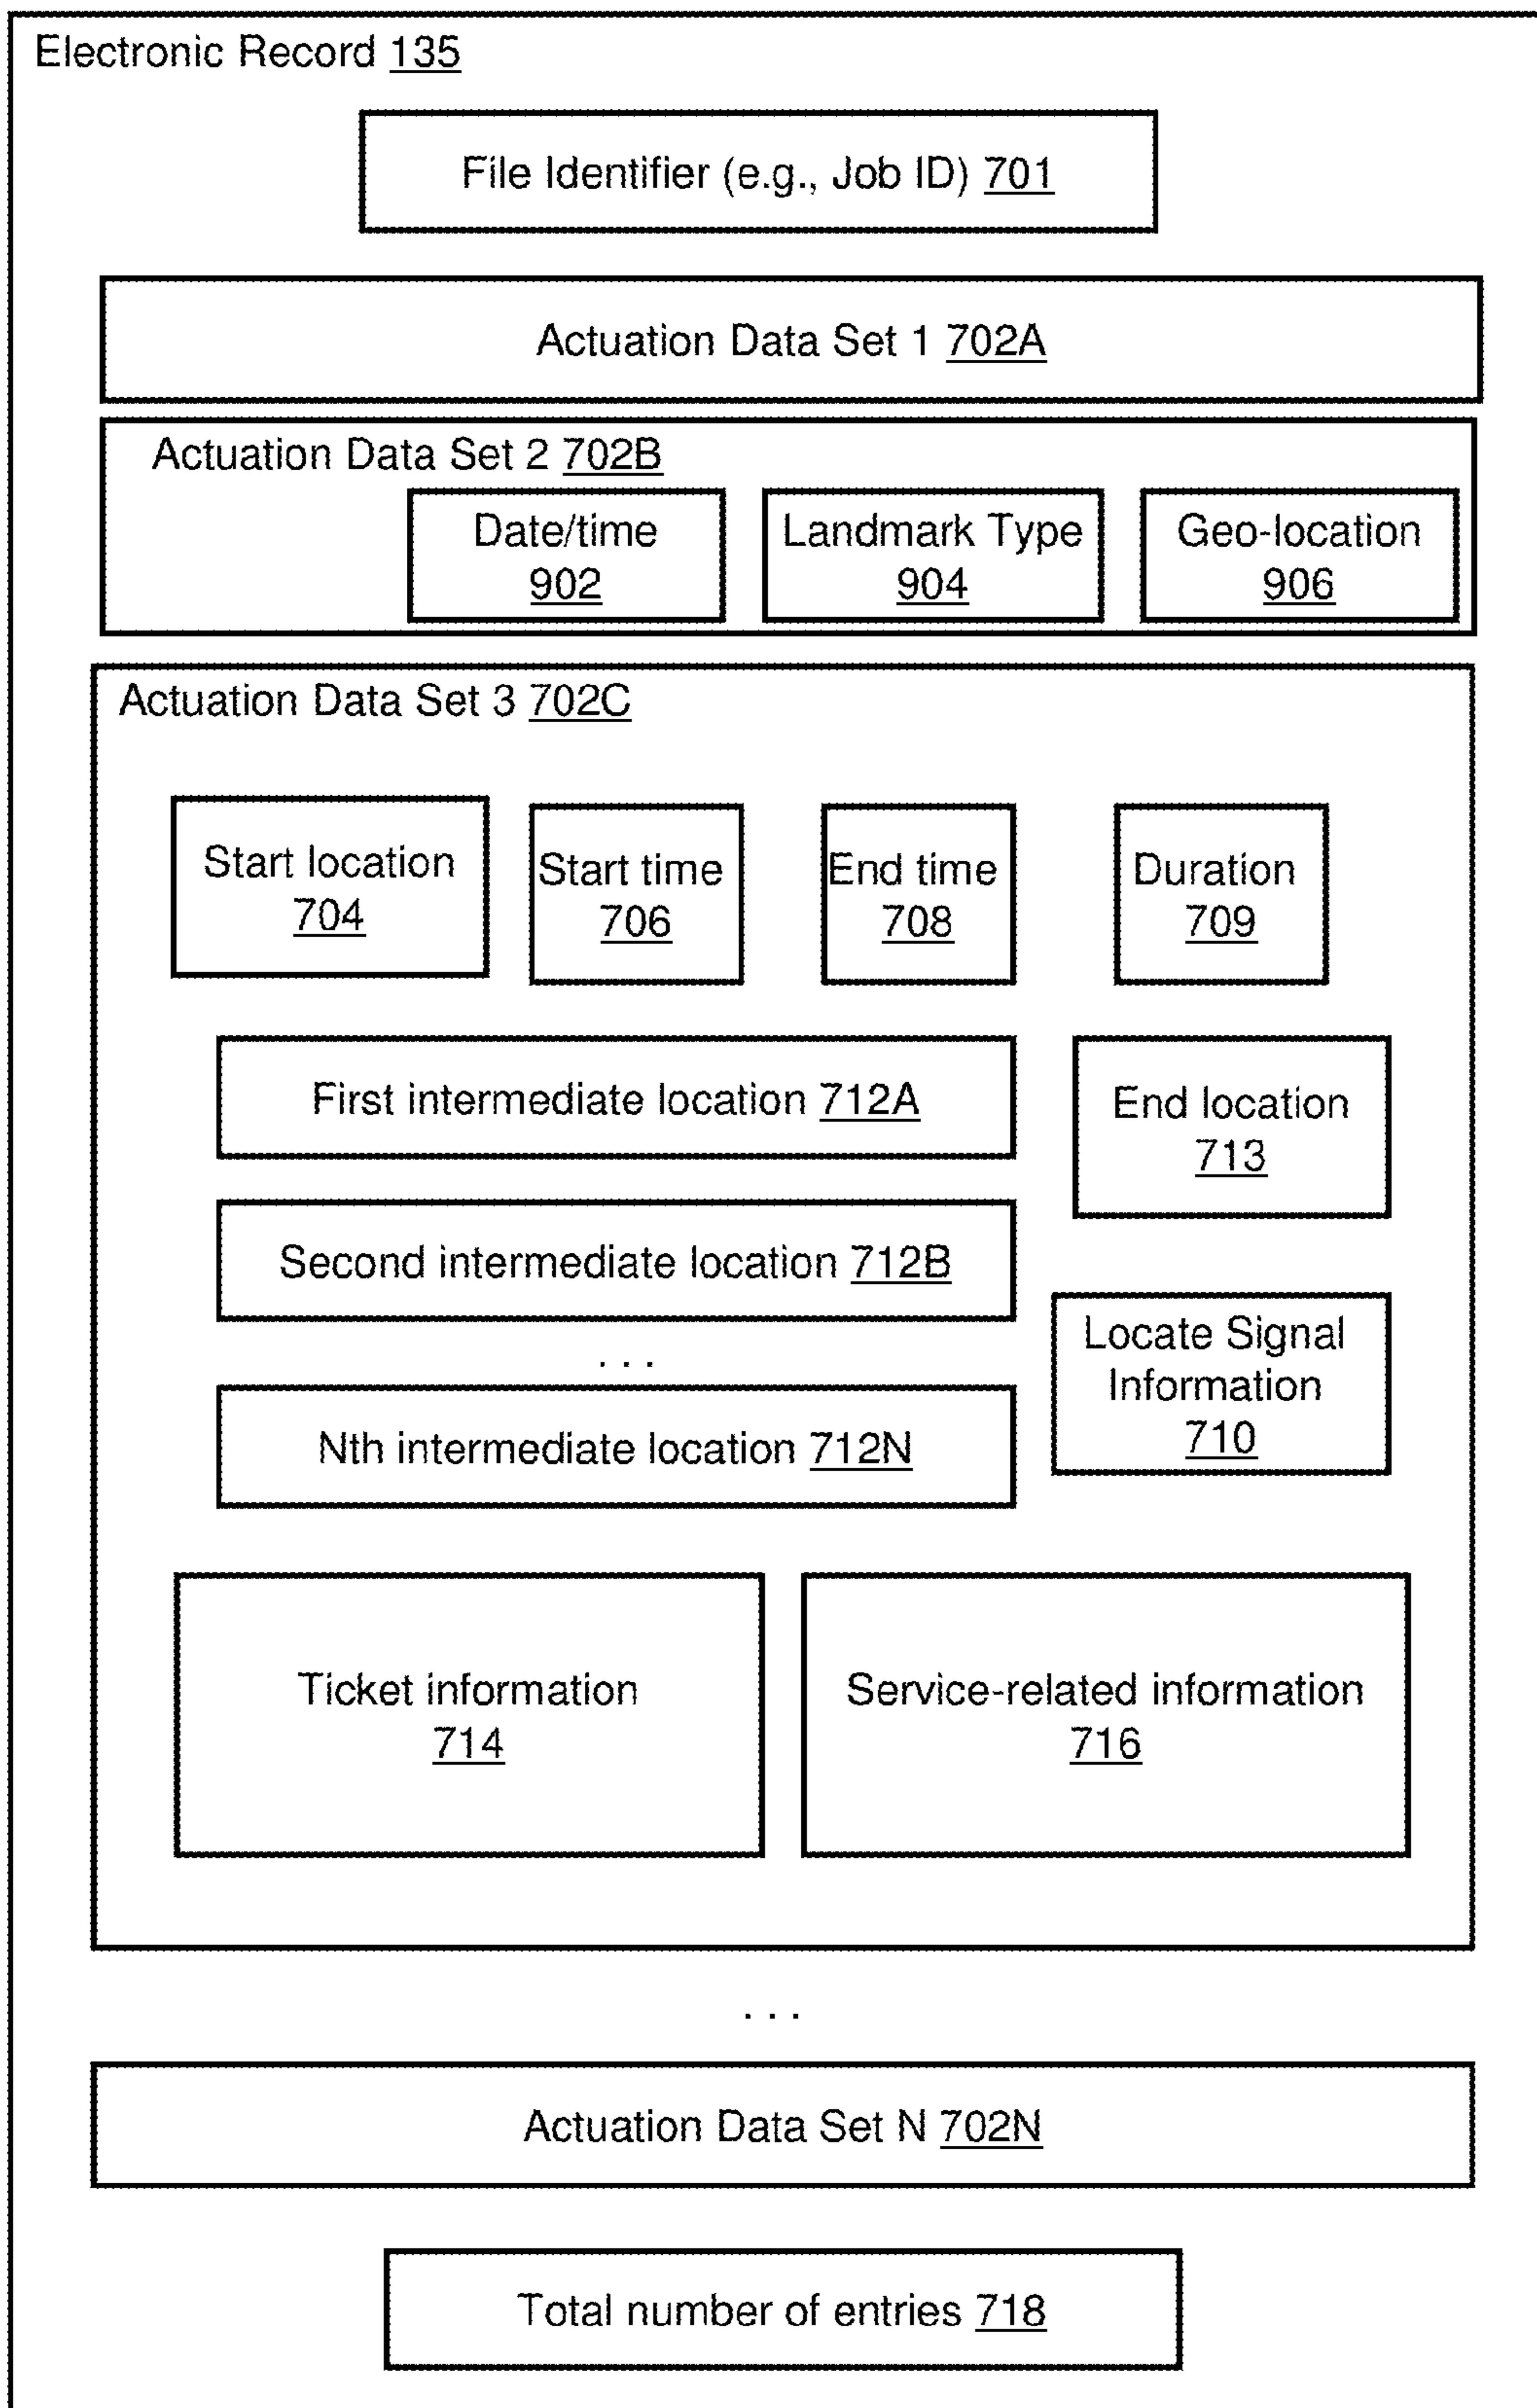 Electronic Record 135
File Identifier (e.g., Job ID) 701
Actuation Data Set 1 702A
Actuation Data Set 2 702B
Date/time
902
Landmark Type
904
Geo-location
906
Actuation Data Set 3 702C
Start location
704
Start time
706
End time
708
Duration
709
First intermediate location 712A
End location
713
Second intermediate location 712B
. . .
Locate Signal
Information
710
Nth intermediate location 712N
Ticket information
714
Service-related information
716
. . .
Actuation Data Set N 702N
Total number of entries 718